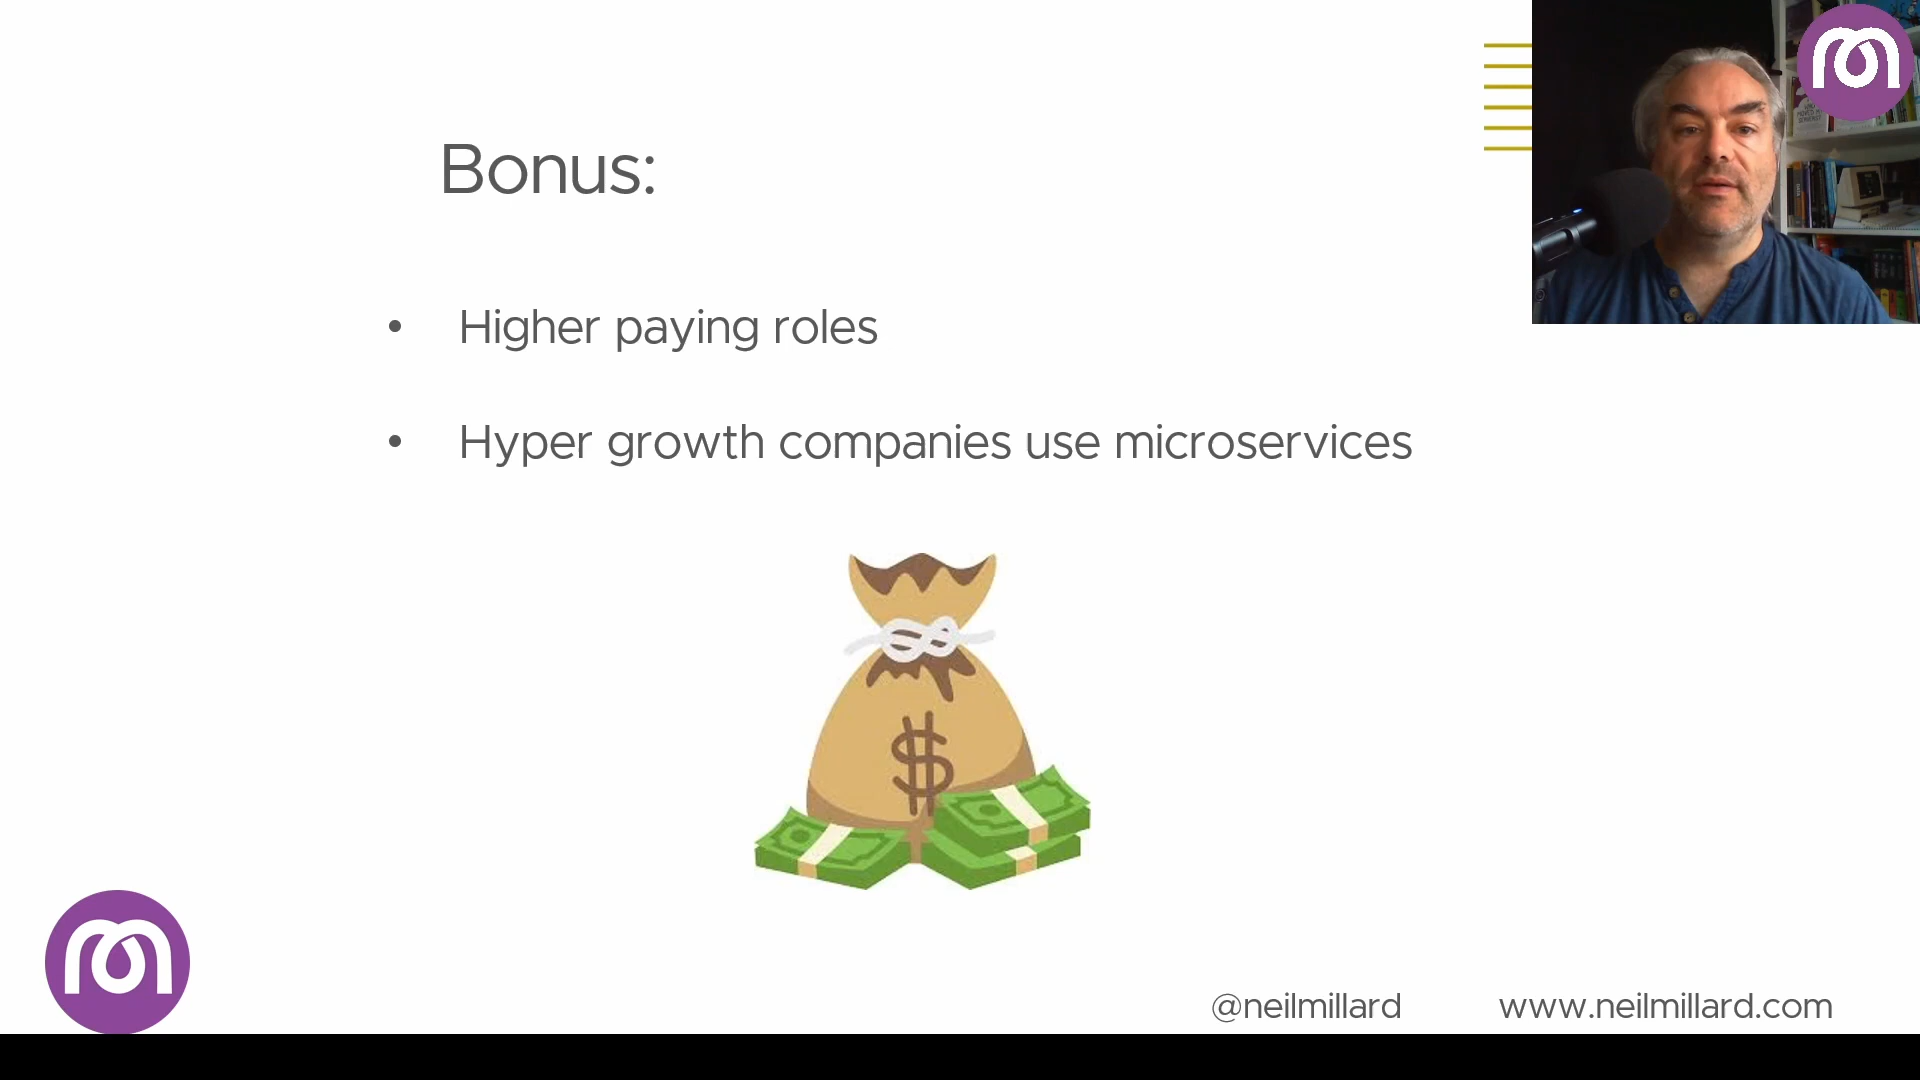 Bonus:
• Higher paying roles
• Hyper growth companies use microservices
$
@neilmillard www.neilmillard.com